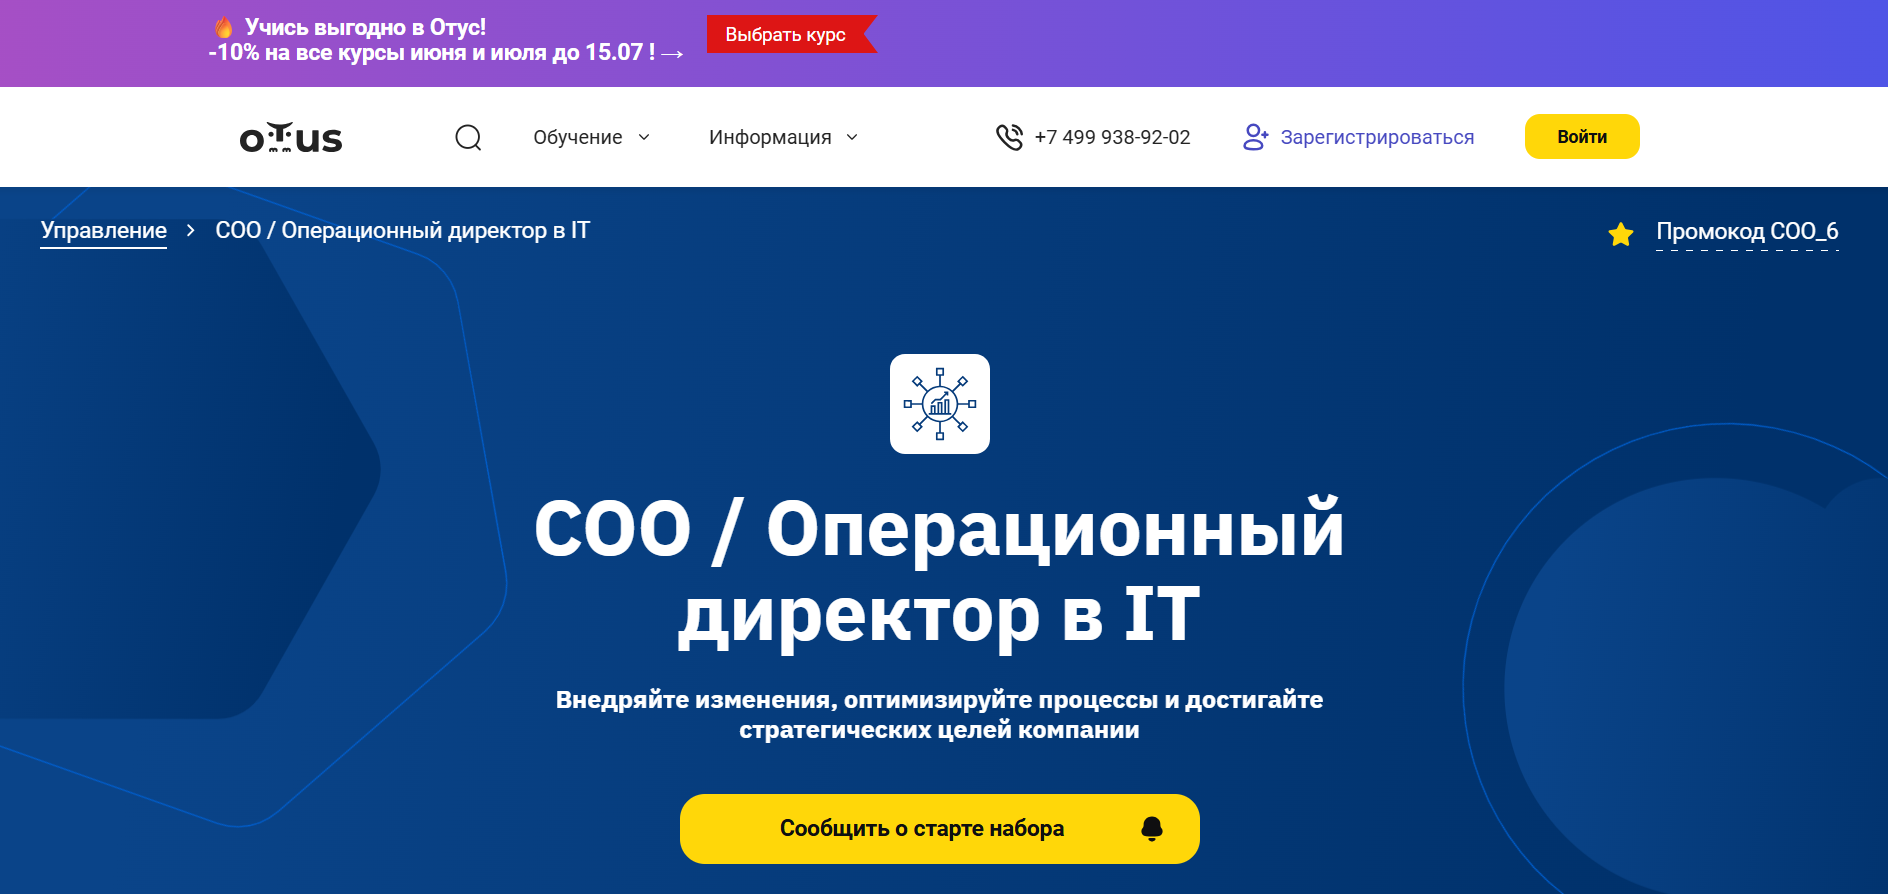 Учись выгодно в Отус!
-10% на все курсы июня и июля до 15.07 ! →
Выбрать курс
отus
Обучение
Информация
+7 499 938-92-02
Зарегистрироваться
Войти
Управление > COO / Операционный директор в IT
Промокод COO_6
COO / Операционный
директор в IT
Внедряйте изменения, оптимизируйте процессы и достигайте
стратегических целей компании
Сообщить о старте набора